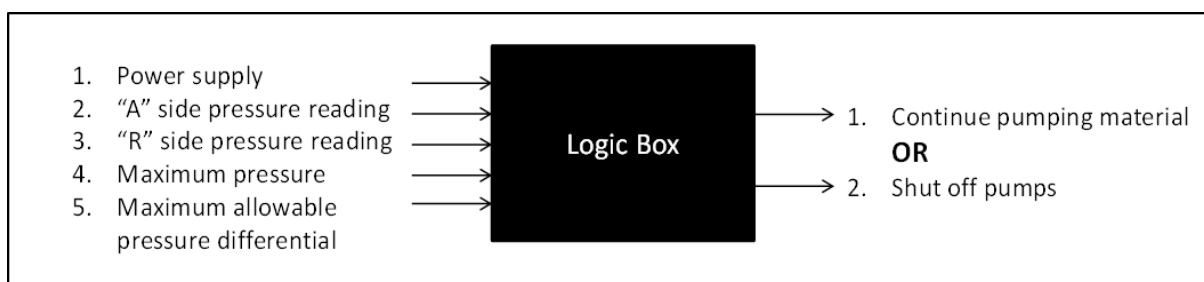 1. Power supply
2. “A” side pressure reading
3. “R” side pressure reading
4. Maximum pressure
5. Maximum allowable
pressure differential
Logic Box
1. Continue pumping material
OR
2. Shut off pumps